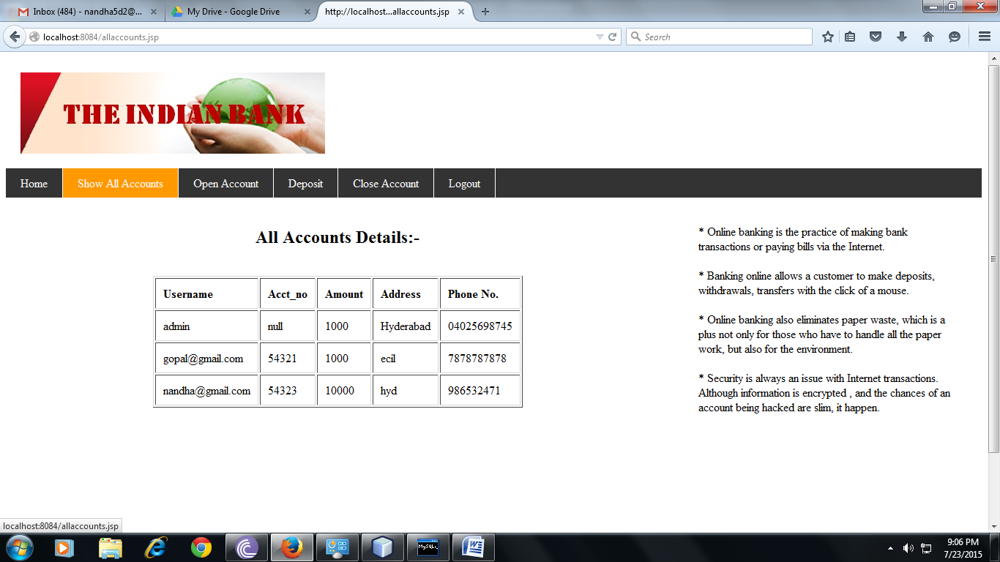 Inbox (484) - nandha5d2@...
My Drive - Google Drive
http://localhost...allaccounts.jsp
localhost:8084/allaccounts.jsp
Search
THE INDIAN BANK
Home Show All Accounts Open Account Deposit Close Account Logout
All Accounts Details:-
Username Acct_no Amount Address Phone No.
admin null 1000 Hyderabad 04025698745
gopal@gmail.com 54321 1000 ecil 7878787878
nandha@gmail.com 54323 10000 hyd 986532471
* Online banking is the practice of making bank
transactions or paying bills via the Internet.
* Banking online allows a customer to make deposits,
withdrawals, transfers with the click of a mouse.
* Online banking also eliminates paper waste, which is a
plus not only for those who have to handle all the paper
work, but also for the environment.
* Security is always an issue with Internet transactions.
Although information is encrypted , and the chances of an
account being hacked are slim, it happen.
localhost:8084/allaccounts.jsp
9:06 PM
7/23/2015